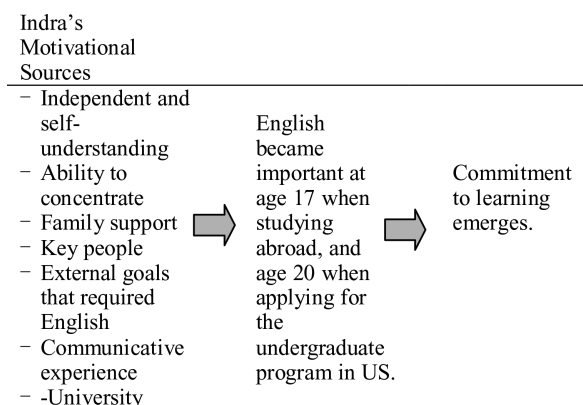 Indra’s
Motivational
Sources
− Independent and
self-
understanding
− Ability to
concentrate
− Family support
− Key people
− External goals
that required
English
− Communicative
experience
− -University
English
became
important at
age 17 when
studying
abroad, and
age 20 when
applying for
the
undergraduate
program in US.
Commitment
to learning
emerges.